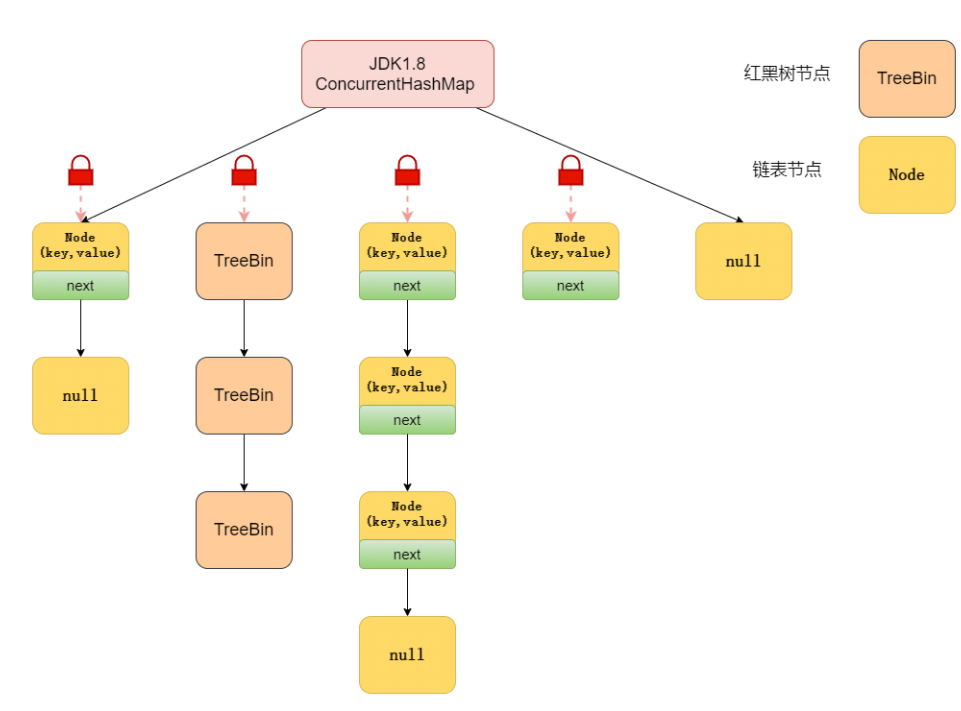 JDK1.8
ConcurrentHashMap
红黑树节点
TreeBin
链表节点
Node
Node
(key,value)
next
TreeBin
Node
(key,value)
next
Node
(key,value)
next
null
null
TreeBin
Node
(key,value)
next
TreeBin
Node
(key,value)
next
null